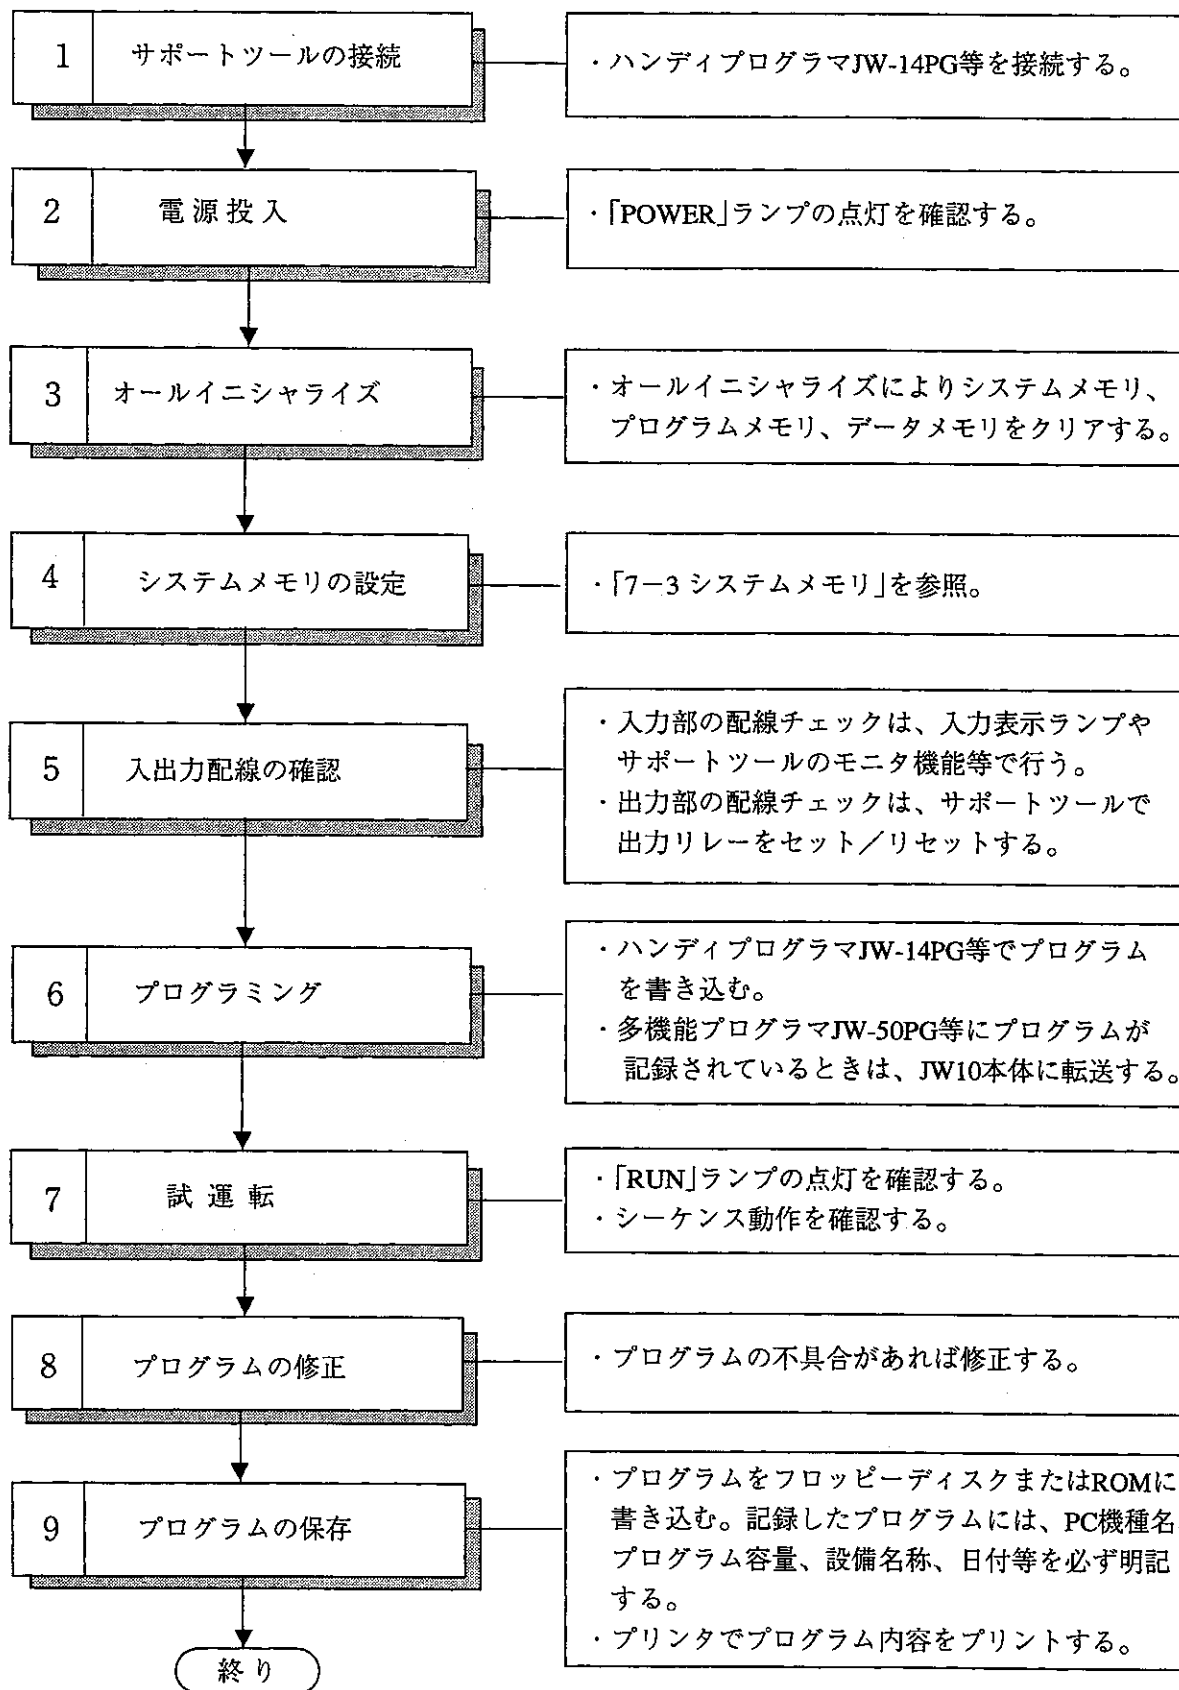 1 サポートツールの接続
・ハンディプログラマJW-14PG等を接続する。
2 電源投入
・「POWER」ランプの点灯を確認する。
3 オールイニシャライズ
・オールイニシャライズによりシステムメモリ、
プログラムメモリ、データメモリをクリアする。
4 システムメモリの設定
・「7−3 システムメモリ」を参照。
5 入出力配線の確認
・入力部の配線チェックは、入力表示ランプや
サポートツールのモニタ機能等で行う。
・出力部の配線チェックは、サポートツールで
出力リレーをセット／リセットする。
6 プログラミング
・ハンディプログラマJW-14PG等でプログラム
を書き込む。
・多機能プログラマJW-50PG等にプログラムが
記録されているときは、JW10本体に転送する。
7 試運転
・「RUN」ランプの点灯を確認する。
・シーケンス動作を確認する。
8 プログラムの修正
・プログラムの不具合があれば修正する。
9 プログラムの保存
・プログラムをフロッピーディスクまたはROMに
書き込む。記録したプログラムには、PC機種名、
プログラム容量、設備名称、日付等を必ず明記
する。
・プリンタでプログラム内容をプリントする。
終り